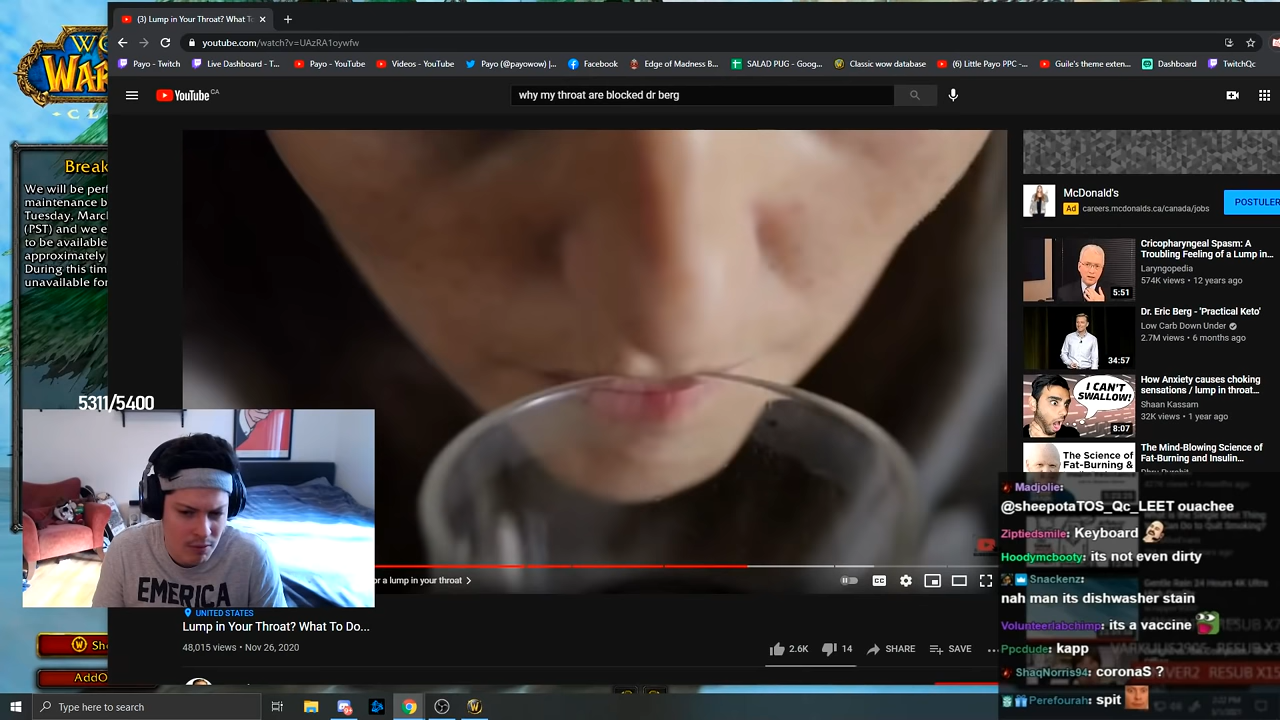 (3) Lump in Your Throat? What To
youtube.com/watch?v=UAzRA1oywfw
Payo - Twitch
Live Dashboard - T...
Payo - YouTube
Videos - YouTube
Payo (@payowow) |...
Facebook
Edge of Madness B...
SALAD PUG - Goog...
Classic wow database
(6) Little Payo PPC -...
Guile's theme exten...
Dashboard
TwitchQc
YouTube CA
why my throat are blocked dr berg
Break
We will be perf
maintenance b
Tuesday, March
(PST) and we e
to be available
approximately
During this tim
unavailable for
McDonald's
Ad careers.mcdonalds.ca/canada/jobs
POSTULER
Cricopharyngeal Spasm: A
Troubling Feeling of a Lump in...
Laryngopedia
574K views • 12 years ago
5:51
Dr. Eric Berg - 'Practical Keto'
Low Carb Down Under
2.7M views • 6 months ago
34:57
How Anxiety causes choking
sensations / lump in throat...
Shaan Kassam
32K views • 1 year ago
I CAN'T
SWALLOW!
8:07
The Mind-Blowing Science of
Fat-Burning and Insulin...
The Science of
Fat-Burning &
5311/5400
EMERICA
or a lump in your throat
CC
UNITED STATES
Lump in Your Throat? What To Do...
48,015 views • Nov 26, 2020
2.6K
14
SHARE
SAVE
Madjolie:
@sheepotaTOS_Qc_LEET ouachee
Ziptiedsmile: Keyboard
Hoodymcbooty: its not even dirty
Snackenz:
nah man its dishwasher stain
Volunteerlabchimp: its a vaccine
Ppcdude: kapp
ShaqNorris94: coronaS ?
Perefourah: spit
Sh
AddO
Type here to search